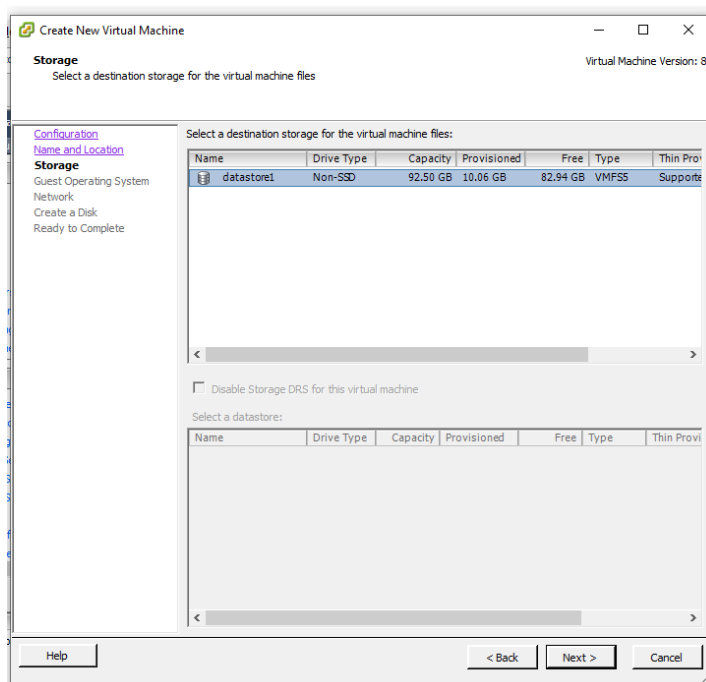 Create New Virtual Machine
Storage
Select a destination storage for the virtual machine files
Virtual Machine Version: 8
Configuration
Name and Location
Storage
Guest Operating System
Network
Create a Disk
Ready to Complete
Select a destination storage for the virtual machine files:
Name Drive Type Capacity Provisioned Free Type Thin Prov
datastore1 Non-SSD 92.50 GB 10.06 GB 82.94 GB VMFS5 Supporte
Disable Storage DRS for this virtual machine
Select a datastore:
Name Drive Type Capacity Provisioned Free Type Thin Provi
Help
< Back
Next >
Cancel